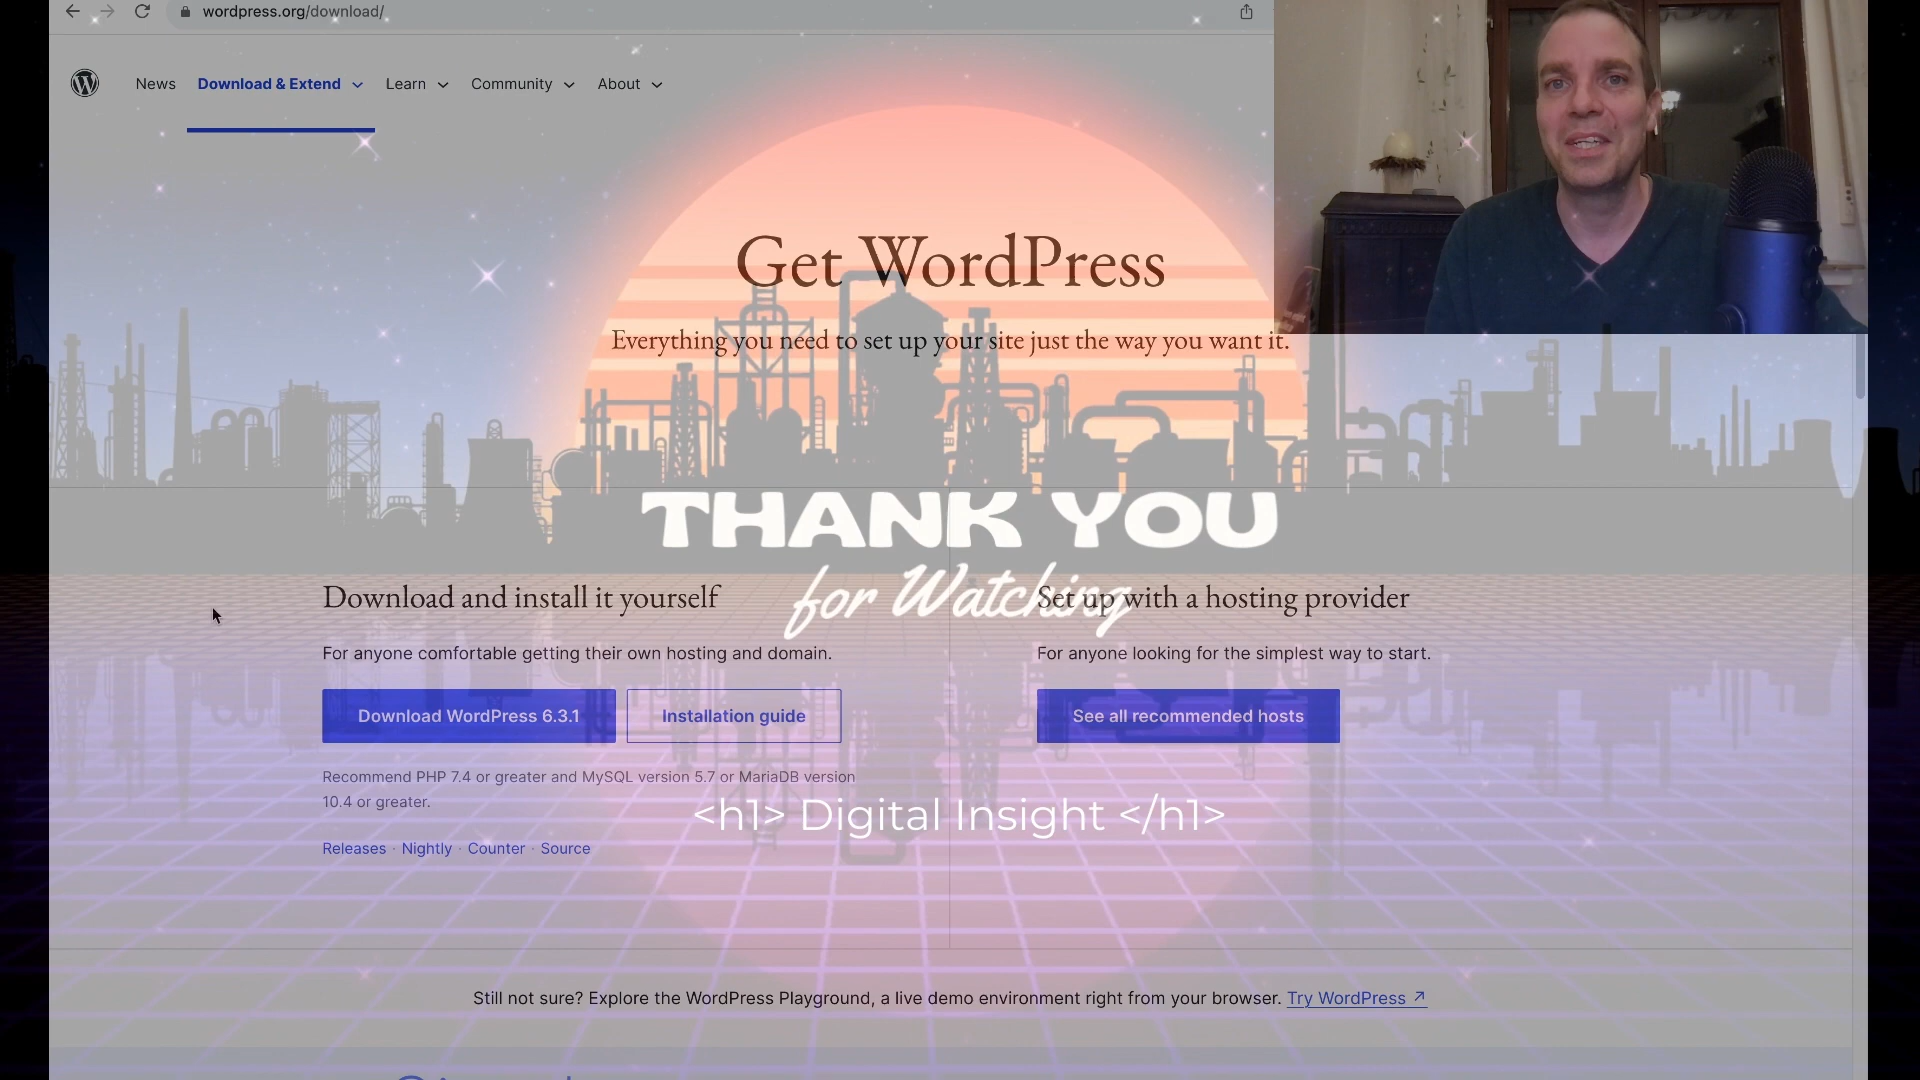 wordpress.org/download/
News Download & Extend Learn Community About
Get WordPress
Everything you need to set up your site just the way you want it.
THANK YOU
for Watching
Download and install it yourself
Set up with a hosting provider
For anyone comfortable getting their own hosting and domain.
For anyone looking for the simplest way to start.
Download WordPress 6.3.1
Installation guide
See all recommended hosts
Recommend PHP 7.4 or greater and MySQL version 5.7 or MariaDB version
10.4 or greater.
<h1> Digital Insight </h1>
Releases · Nightly · Counter · Source
Still not sure? Explore the WordPress Playground, a live demo environment right from your browser. Try WordPress ↗